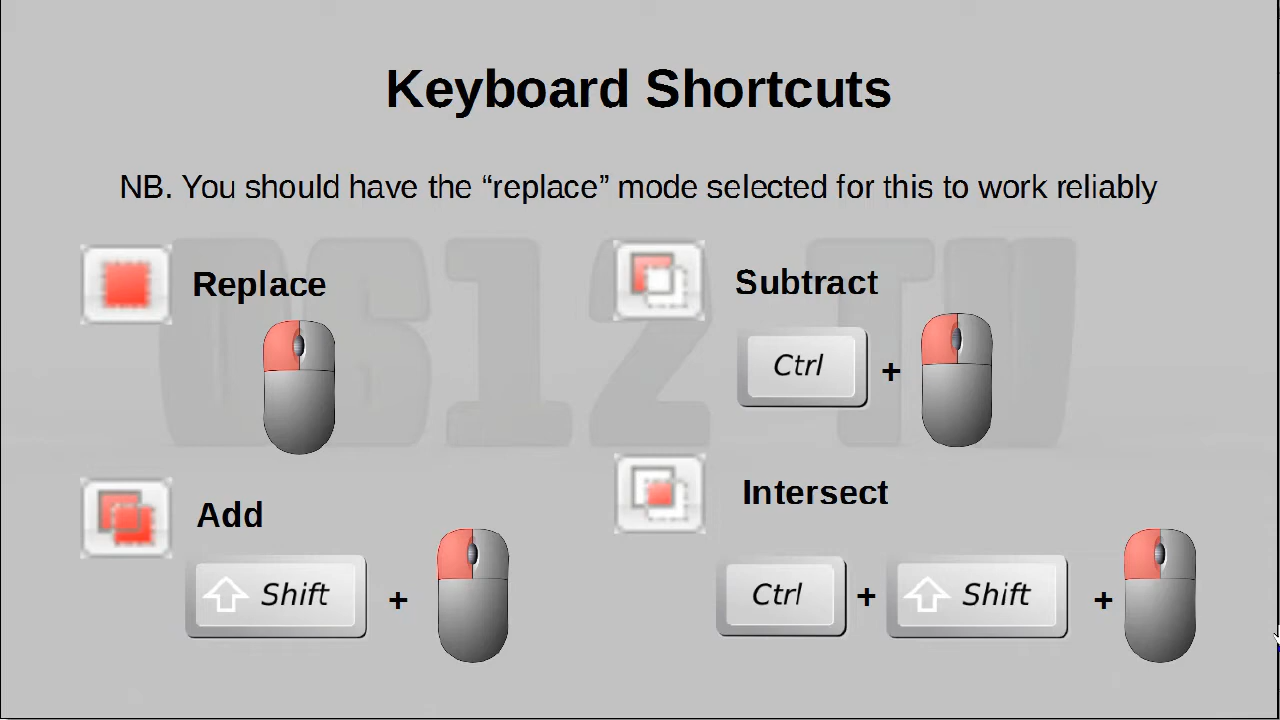 Keyboard Shortcuts
NB. You should have the “replace” mode selected for this to work reliably
Replace
Subtract
Ctrl +
Add
Shift +
Intersect
Ctrl + Shift +